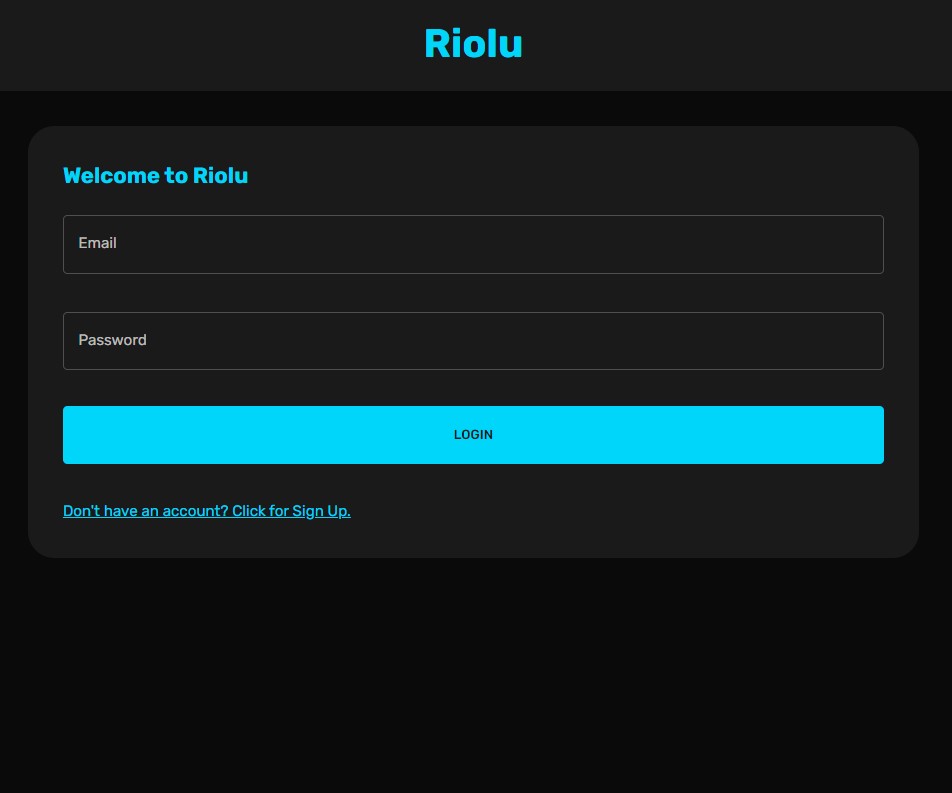 Riolu
Welcome to Riolu
Email
Password
LOGIN
Don't have an account? Click for Sign Up.